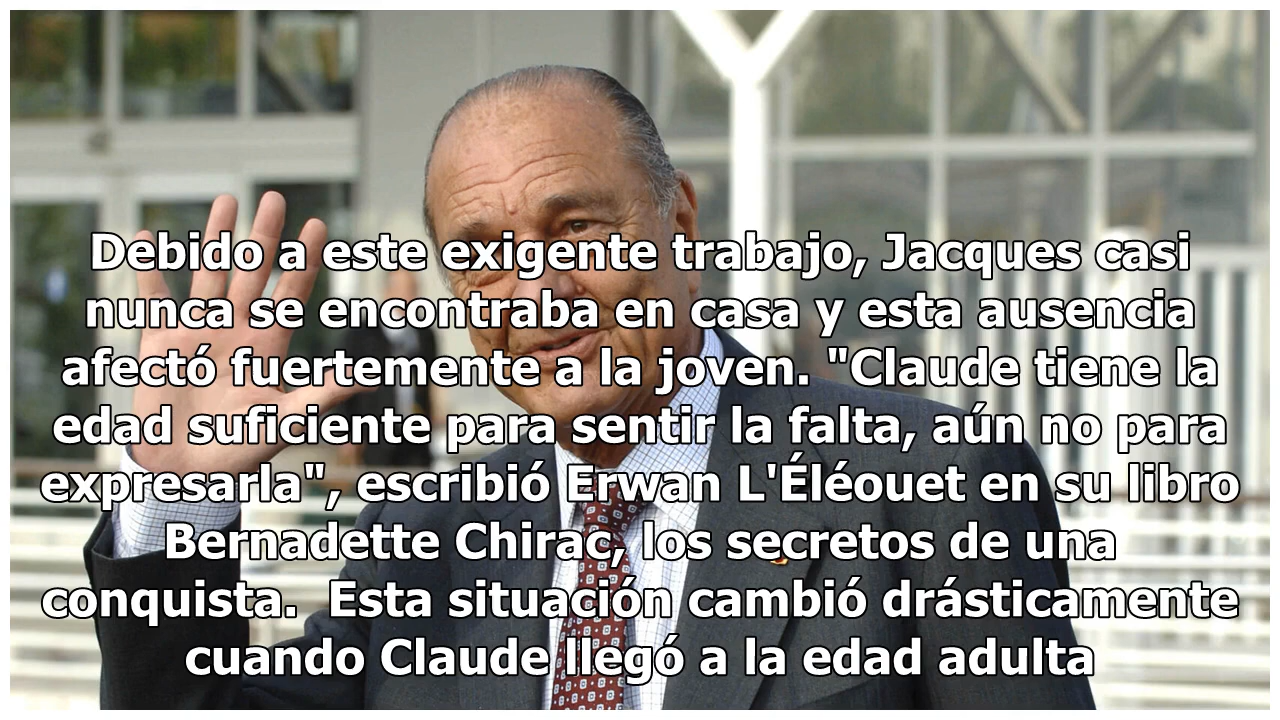 Debido a este exigente trabajo, Jacques casi
nunca se encontraba en casa y esta ausencia
afectó fuertemente a la joven. "Claude tiene la
edad suficiente para sentir la falta, aún no para
expresarla", escribió Erwan L'Éléouet en su libro
Bernadette Chirac, los secretos de una
conquista.  Esta situación cambió drásticamente
cuando Claude llegó a la edad adulta